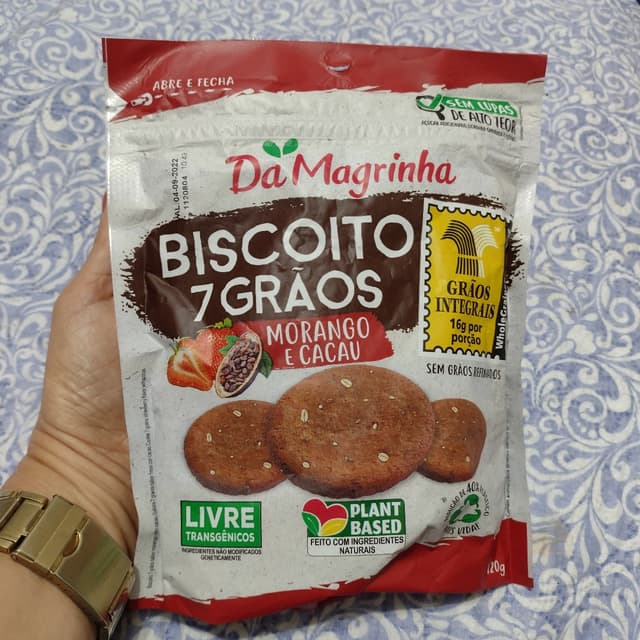 ABRE E FECHA
SEM LUPAS
DE ALTO TEOR
Da Magrinha
VAL.04-09-2022
BISCOITO
7 GRÃOS
MORANGO
E CACAU
GRÃOS
INTEGRAIS
16g por
porção
SEM GRÃOS REFINADOS
LIVRE
TRANSGÊNICOS
INGREDIENTES NÃO MODIFICADOS
GENETICAMENTE
PLANT
BASED
FEITO COM INGREDIENTES
NATURAIS
120g